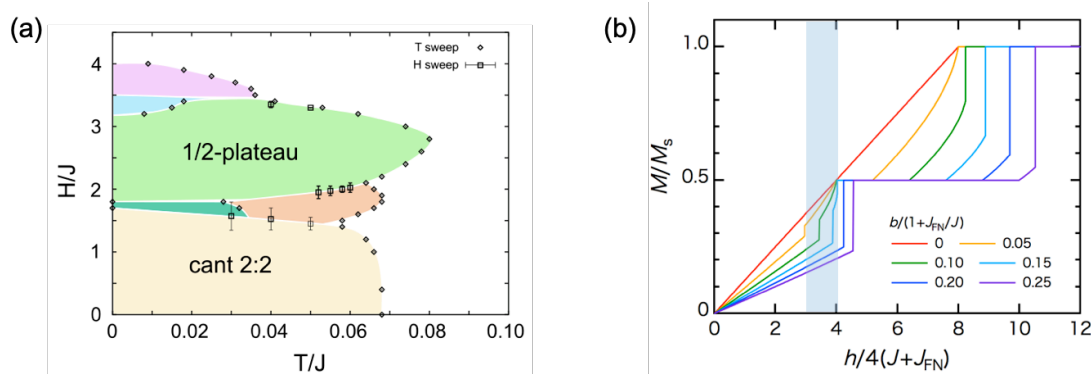 (a)
T sweep
H sweep
4
3
2
1
0
H/J
1/2-plateau
cant 2:2
0
0.02
0.04
0.06
0.08
0.10
T/J
(b)
1.0
0.5
0
M/Ms
b/(1+JFN/J)
0 0.05
0.10 0.15
0.20 0.25
0 2 4 6 8 10 12
h/4(J+JFN)